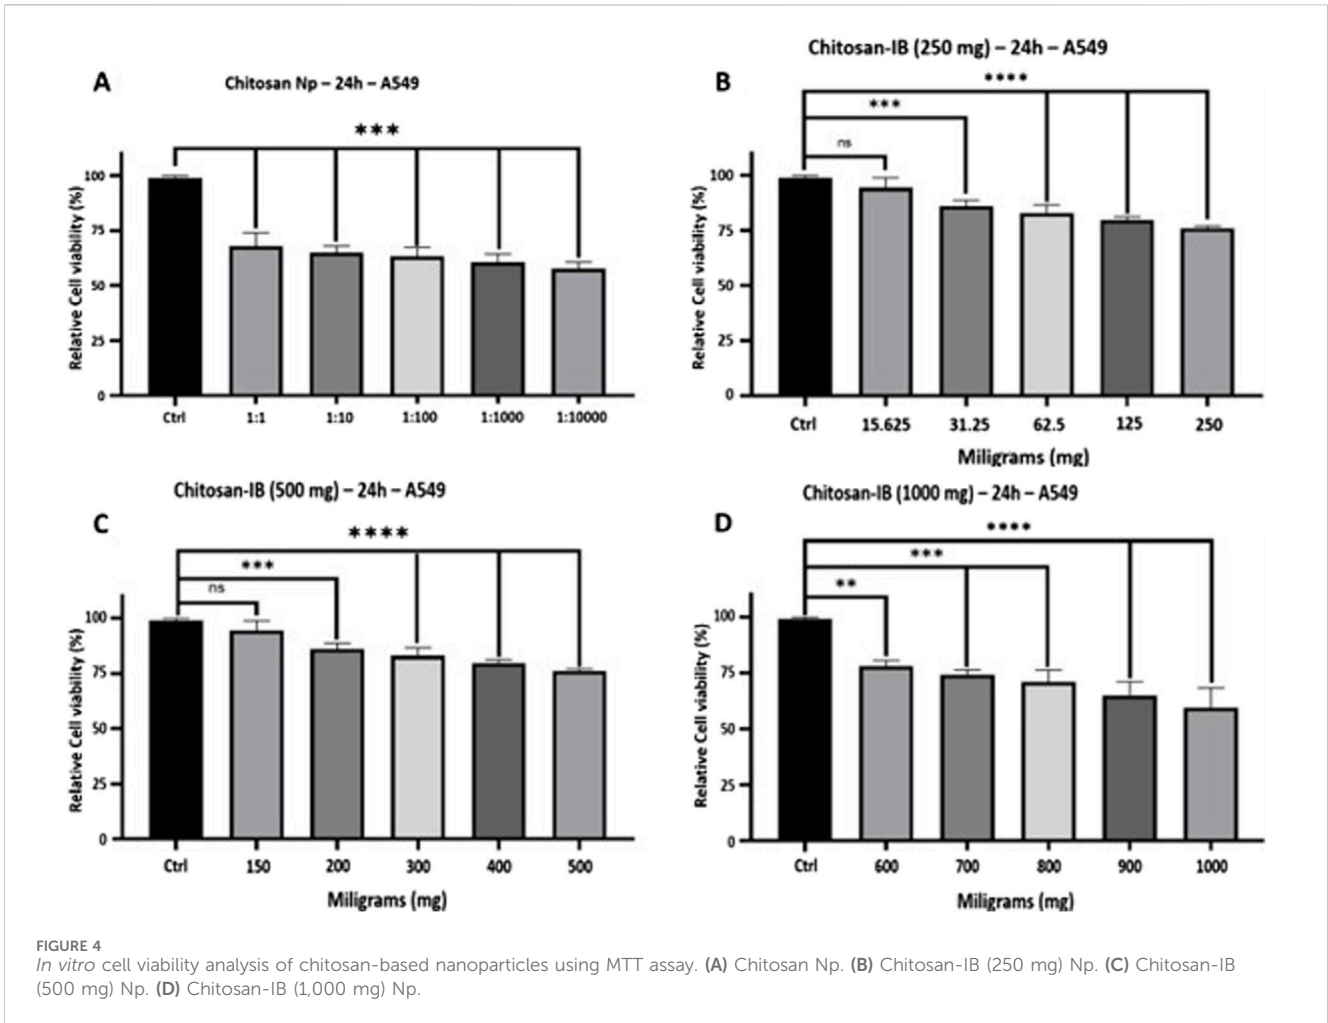 A
Chitosan Np – 24h – A549
***
Relative Cell viability (%)
100
75
50
25
0
Ctrl 1:1 1:10 1:100 1:1000 1:10000
B
Chitosan-IB (250 mg) – 24h – A549
****
***
ns
Relative Cell viability (%)
100
75
50
25
0
Ctrl 15.625 31.25 62.5 125 250
Miligrams (mg)
C
Chitosan-IB (500 mg) – 24h – A549
****
***
ns
Relative Cell viability (%)
100
75
50
25
0
Ctrl 150 200 300 400 500
Miligrams (mg)
D
Chitosan-IB (1000 mg) – 24h – A549
****
***
**
Relative Cell viability (%)
100
75
50
25
0
Ctrl 600 700 800 900 1000
Miligrams (mg)
FIGURE 4
In vitro cell viability analysis of chitosan-based nanoparticles using MTT assay. (A) Chitosan Np. (B) Chitosan-IB (250 mg) Np. (C) Chitosan-IB
(500 mg) Np. (D) Chitosan-IB (1,000 mg) Np.